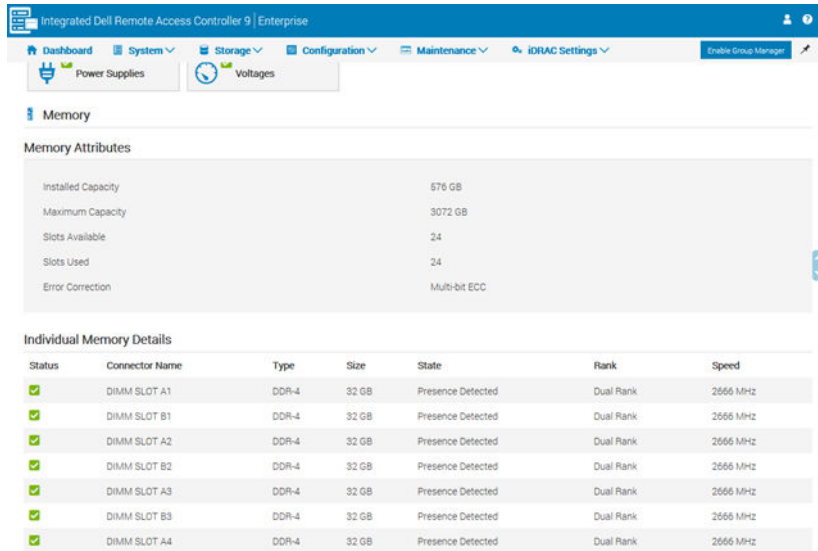 Integrated Dell Remote Access Controller 9 | Enterprise
Dashboard System Storage Configuration Maintenance iDRAC Settings Enable Group Manager
Power Supplies Voltages
Memory
Memory Attributes
Installed Capacity 576 GB
Maximum Capacity 3072 GB
Slots Available 24
Slots Used 24
Error Correction Multi-bit ECC
Individual Memory Details
Status Connector Name Type Size State Rank Speed
DIMM SLOT A1 DDR-4 32 GB Presence Detected Dual Rank 2666 MHz
DIMM SLOT B1 DDR-4 32 GB Presence Detected Dual Rank 2666 MHz
DIMM SLOT A2 DDR-4 32 GB Presence Detected Dual Rank 2666 MHz
DIMM SLOT B2 DDR-4 32 GB Presence Detected Dual Rank 2666 MHz
DIMM SLOT A3 DDR-4 32 GB Presence Detected Dual Rank 2666 MHz
DIMM SLOT B3 DDR-4 32 GB Presence Detected Dual Rank 2666 MHz
DIMM SLOT A4 DDR-4 32 GB Presence Detected Dual Rank 2666 MHz